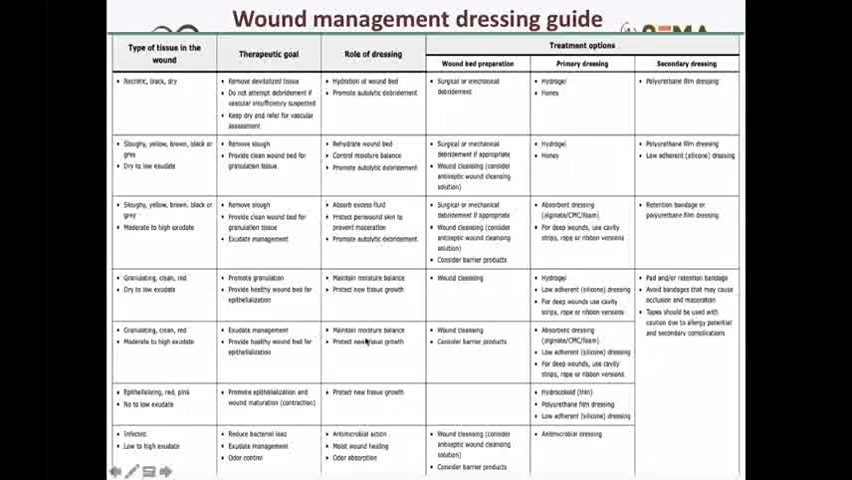 Wound management dressing guide
Type of tissue in the
wound
Therapeutic goal
Role of dressing
Treatment options
Wound bed preparation
Primary dressing
Secondary dressing
Necrotic, black, dry
Remove devitalized tissue
Do not attempt debridement if
vascular insufficiency suspected
Keep dry and refer for vascular
assessment
Hydration of wound bed
Promote autolytic debridement
Surgical or mechanical
debridement
Hydrogel
Honey
Polyurethane film dressing
Sloughy, yellow, brown, black or
grey
Dry to low exudate
Remove slough
Provide clean wound bed for
granulation tissue
Rehydrate wound bed
Control moisture balance
Promote autolytic debridement
Surgical or mechanical
debridement if appropriate
Wound cleansing (consider
antiseptic wound cleansing
solution)
Hydrogel
Honey
Polyurethane film dressing
Low adherent (silicone) dressing
Sloughy, yellow, brown, black or
grey
Moderate to high exudate
Remove slough
Provide clean wound bed for
granulation tissue
Exudate management
Absorb excess fluid
Protect periwound skin to
prevent maceration
Promote autolytic debridement
Surgical or mechanical
debridement if appropriate
Wound cleansing (consider
antiseptic wound cleansing
solution)
Consider barrier products
Absorbent dressing
(alginate/CMC/foam)
For deep wounds, use cavity
strips, rope or ribbon versions
Retention bandage or
polyurethane film dressing
Granulating, clean, red
Dry to low exudate
Promote granulation
Provide healthy wound bed for
epithelialization
Maintain moisture balance
Protect new tissue growth
Wound cleansing
Hydrogel
Low adherent (silicone) dressing
For deep wounds use cavity
strips, rope or ribbon versions
Pad and/or retention bandage
Avoid bandages that may cause
occlusion and maceration
Tapes should be used with
caution due to allergy potential
and secondary complications
Granulating, clean, red
Moderate to high exudate
Exudate management
Provide healthy wound bed for
epithelialization
Maintain moisture balance
Protect new tissue growth
Wound cleansing
Consider barrier products
Absorbent dressing
(alginate/CMC/foam)
Low adherent (silicone) dressing
For deep wounds, use cavity
strips, rope or ribbon versions
Epithelializing, red, pink
No to low exudate
Promote epithelialization and
wound maturation (contraction)
Protect new tissue growth
Hydrocolloid (thin)
Polyurethane film dressing
Low adherent (silicone) dressing
Infected
Low to high exudate
Reduce bacterial load
Exudate management
Odor control
Antimicrobial action
Moist wound healing
Odor absorption
Wound cleansing (consider
antiseptic wound cleansing
solution)
Consider barrier products
Antimicrobial dressing